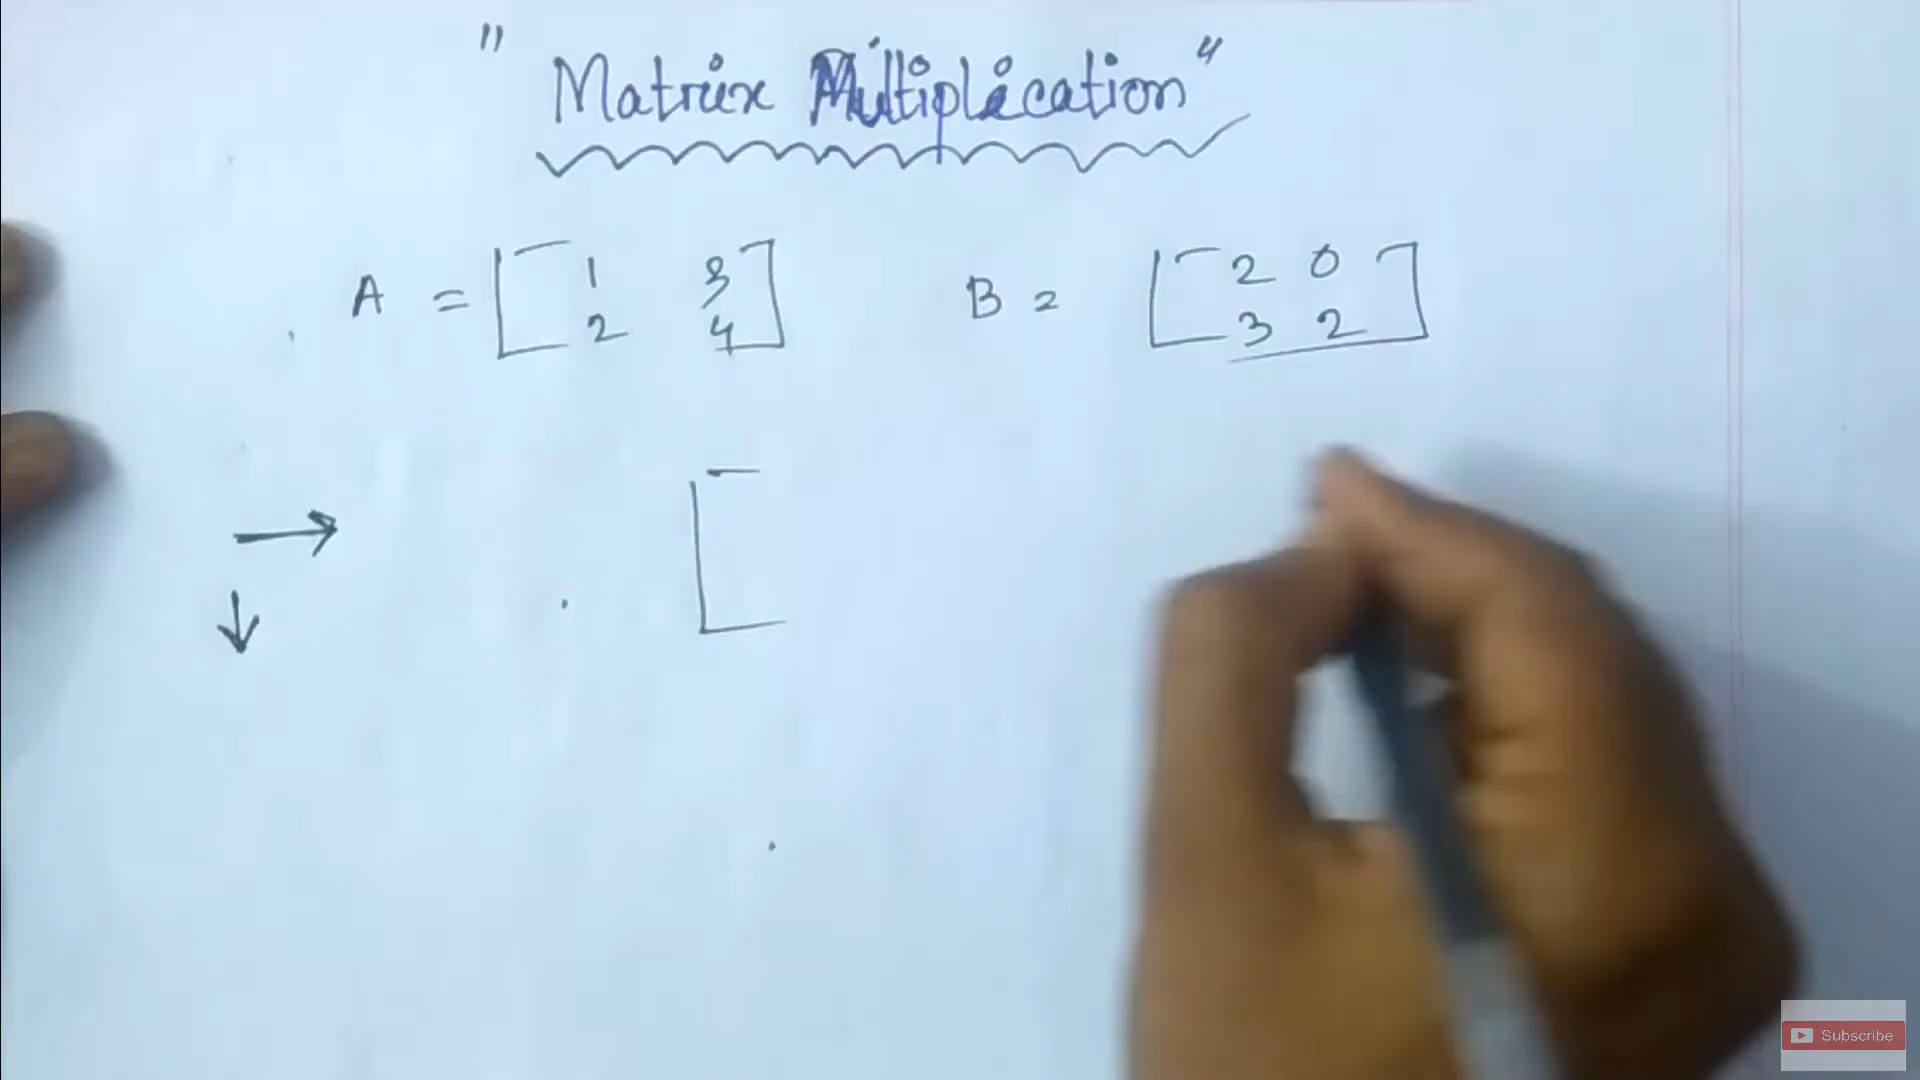 "Matrix Multiplication"
A = [ 1 3 B = [ 2 0 ]
2 4 ] 3 2
→ [
↓
Subscribe